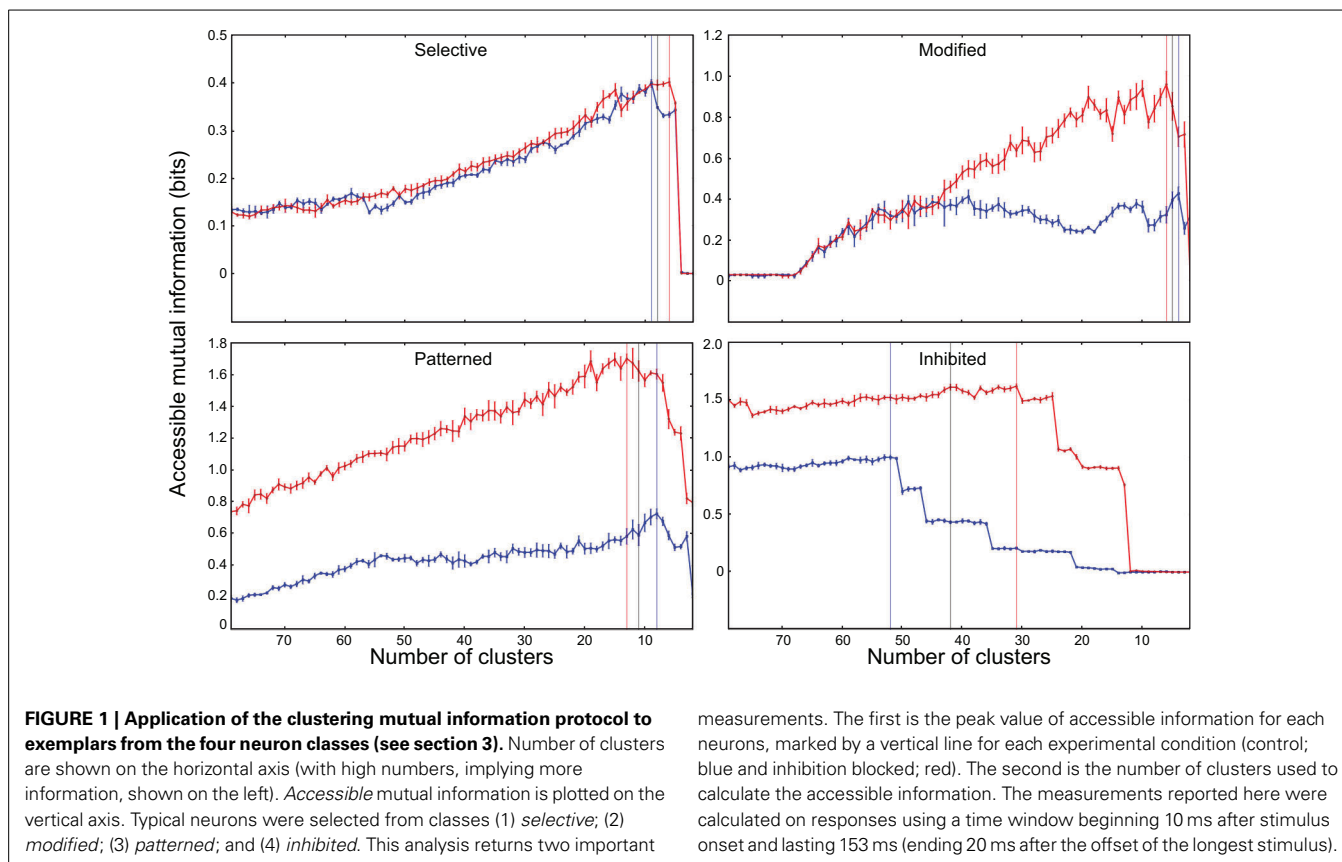 Accessible mutual information (bits)
Selective
0.5
0.4
0.3
0.2
0.1
0
Modified
1.2
1.0
0.8
0.6
0.4
0.2
0
Patterned
1.8
1.6
1.4
1.2
1.0
0.8
0.6
0.4
0.2
0
70 60 50 40 30 20 10
Number of clusters
Inhibited
2.0
1.5
1.0
0.5
0
70 60 50 40 30 20 10
Number of clusters
FIGURE 1 | Application of the clustering mutual information protocol to
exemplars from the four neuron classes (see section 3). Number of clusters
are shown on the horizontal axis (with high numbers, implying more
information, shown on the left). Accessible mutual information is plotted on the
vertical axis. Typical neurons were selected from classes (1) selective; (2)
modified; (3) patterned; and (4) inhibited. This analysis returns two important
measurements. The first is the peak value of accessible information for each
neurons, marked by a vertical line for each experimental condition (control;
blue and inhibition blocked; red). The second is the number of clusters used to
calculate the accessible information. The measurements reported here were
calculated on responses using a time window beginning 10 ms after stimulus
onset and lasting 153 ms (ending 20 ms after the offset of the longest stimulus).